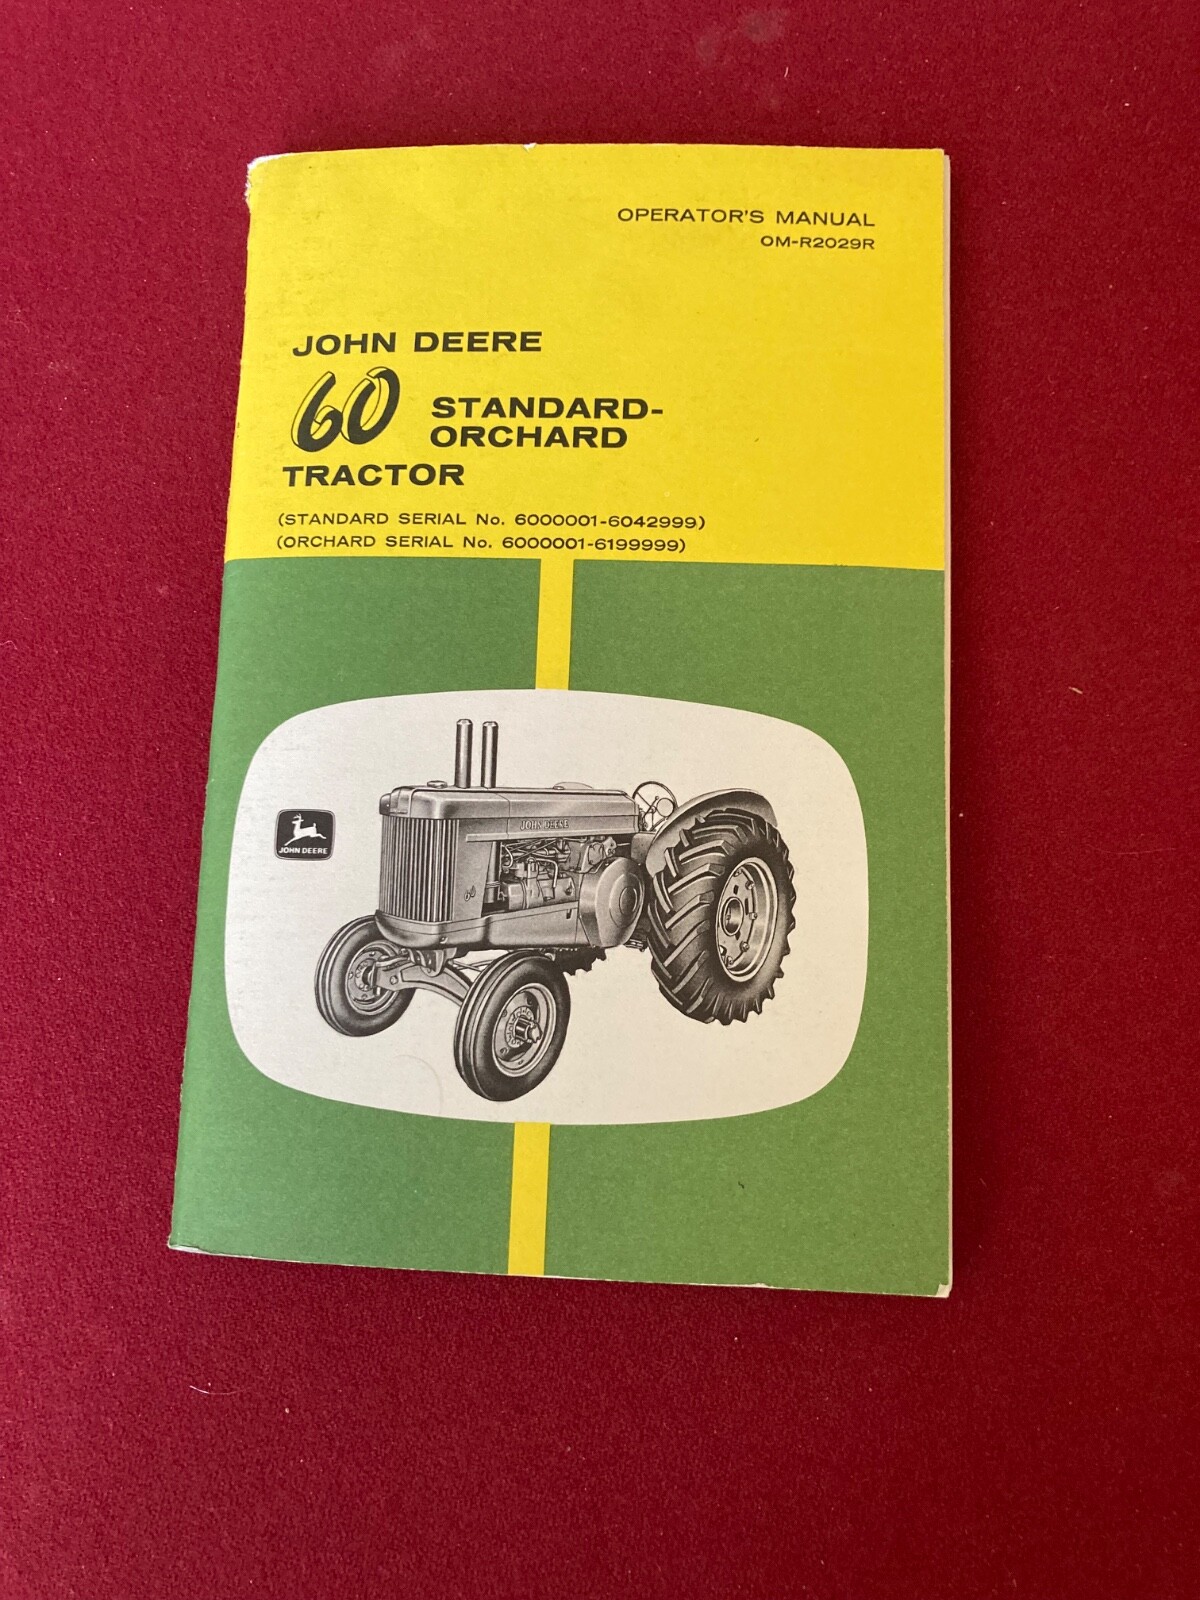 OPERATOR'S MANUAL
OM-R2029R
JOHN DEERE
60 STANDARD-
ORCHARD
TRACTOR
(STANDARD SERIAL No. 6000001-6042999)
(ORCHARD SERIAL No. 6000001-6199999)
JOHN DEERE
60
JOHN DEERE